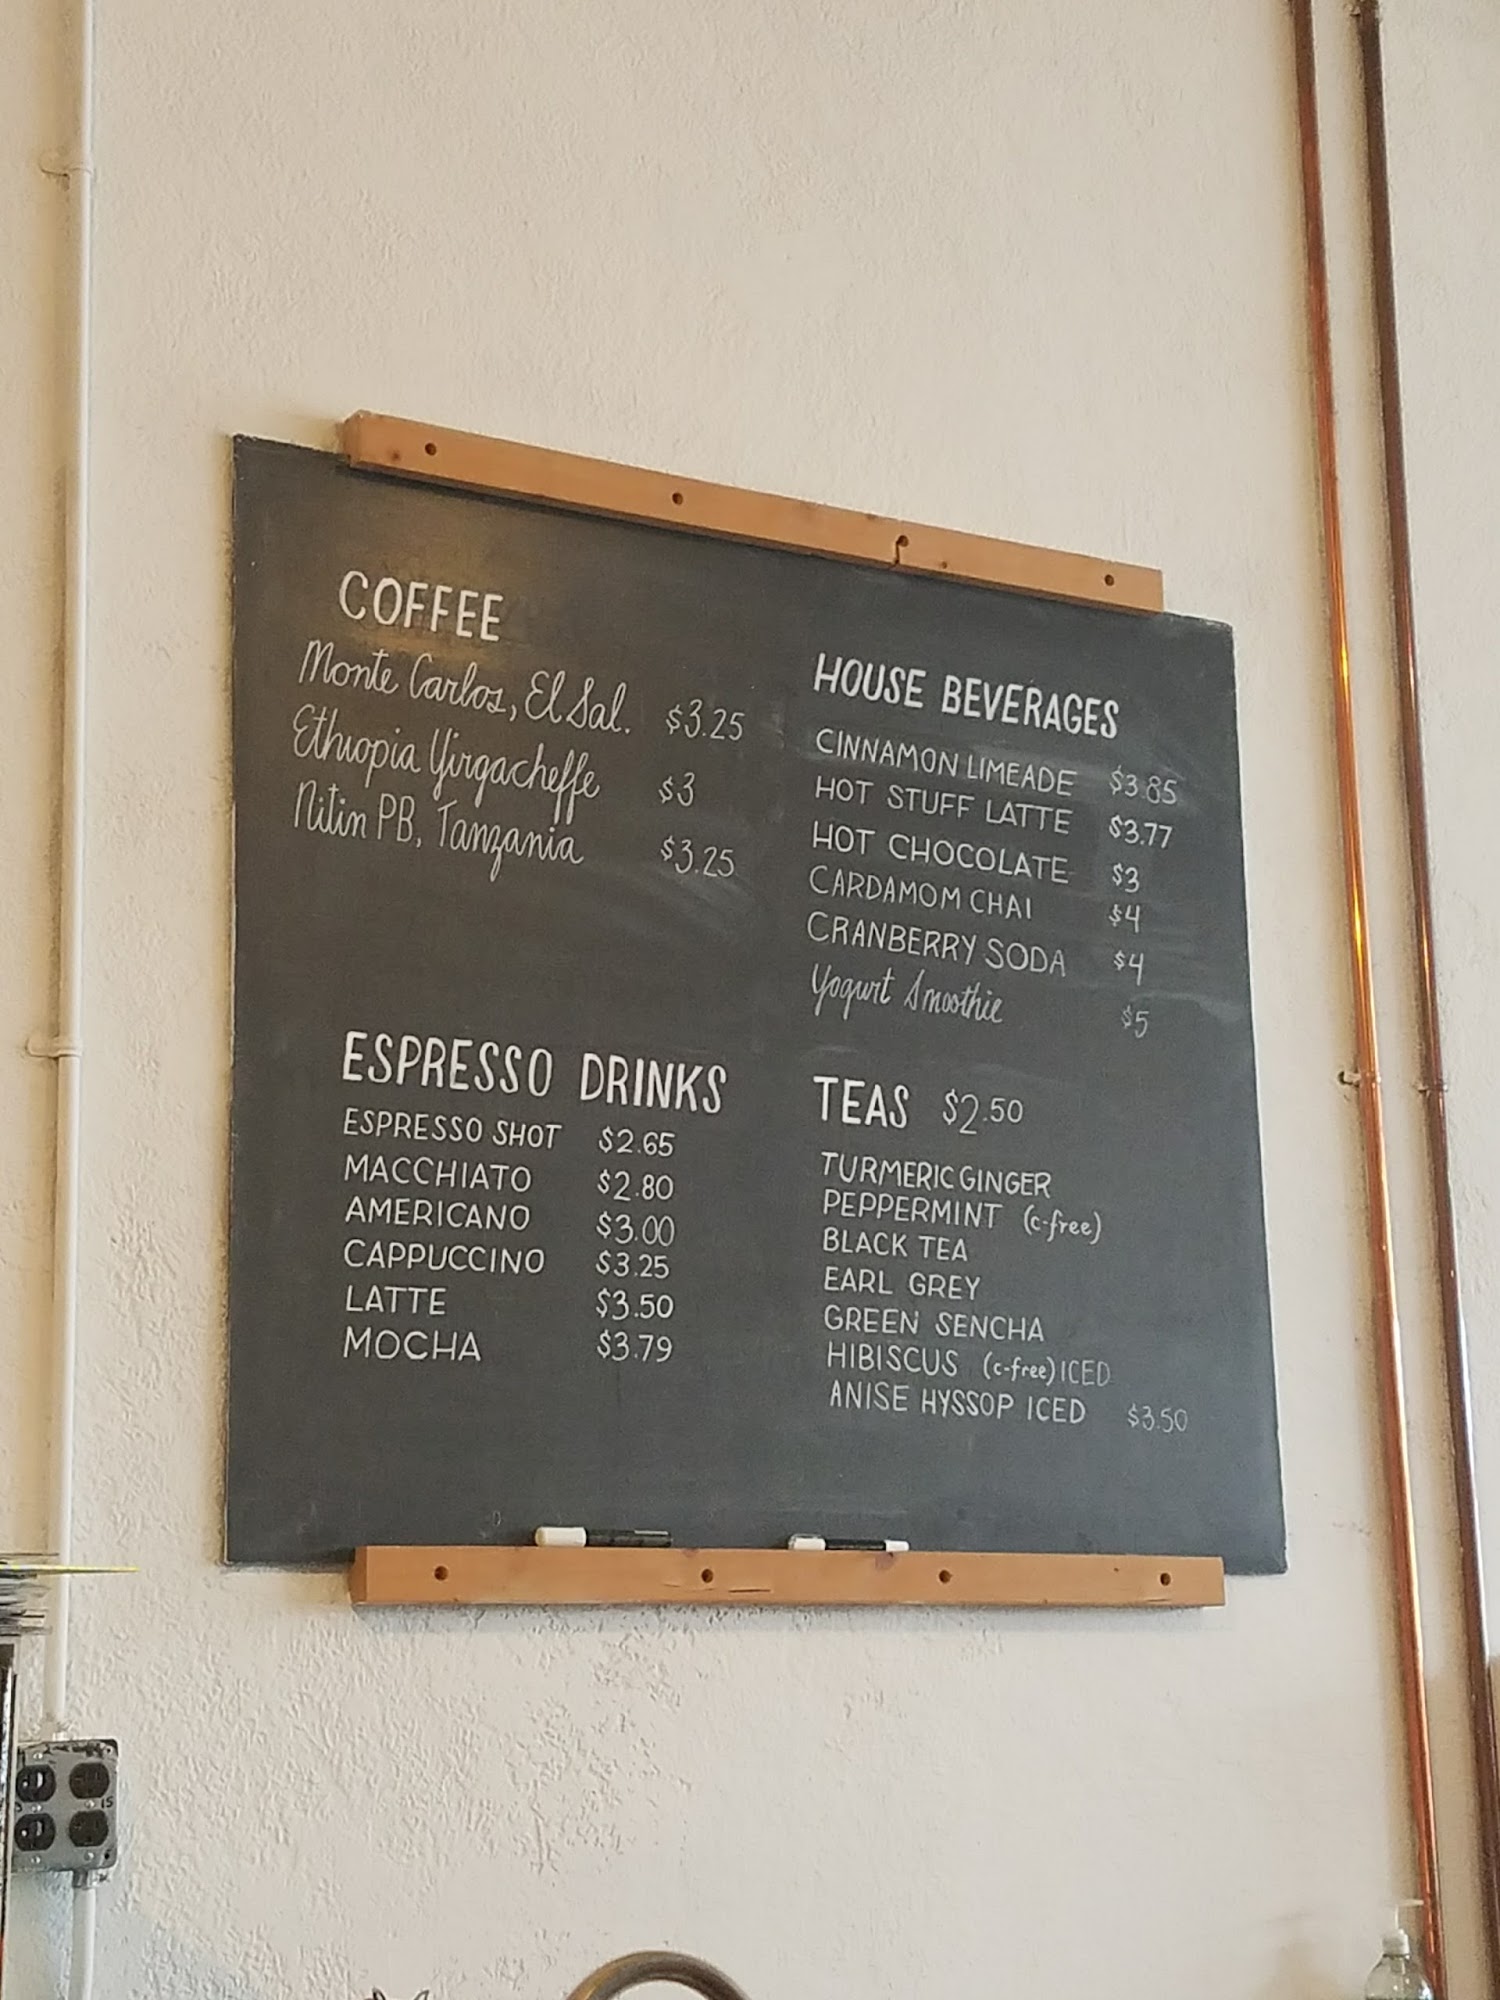 COFFEE
Monte Carlos, El Sal. $3.25
Ethiopia Yirgacheffe $3
Nitin PB, Tanzania $3.25
ESPRESSO DRINKS
ESPRESSO SHOT $2.65
MACCHIATO $2.80
AMERICANO $3.00
CAPPUCCINO $3.25
LATTE $3.50
MOCHA $3.79
HOUSE BEVERAGES
CINNAMON LIMEADE $3.85
HOT STUFF LATTE $3.77
HOT CHOCOLATE $3
CARDAMOM CHAI $4
CRANBERRY SODA $4
Yogurt Smoothie $5
TEAS $2.50
TURMERIC GINGER
PEPPERMINT (c-free)
BLACK TEA
EARL GREY
GREEN SENCHA
HIBISCUS (c-free) ICED
ANISE HYSSOP ICED $3.50
15